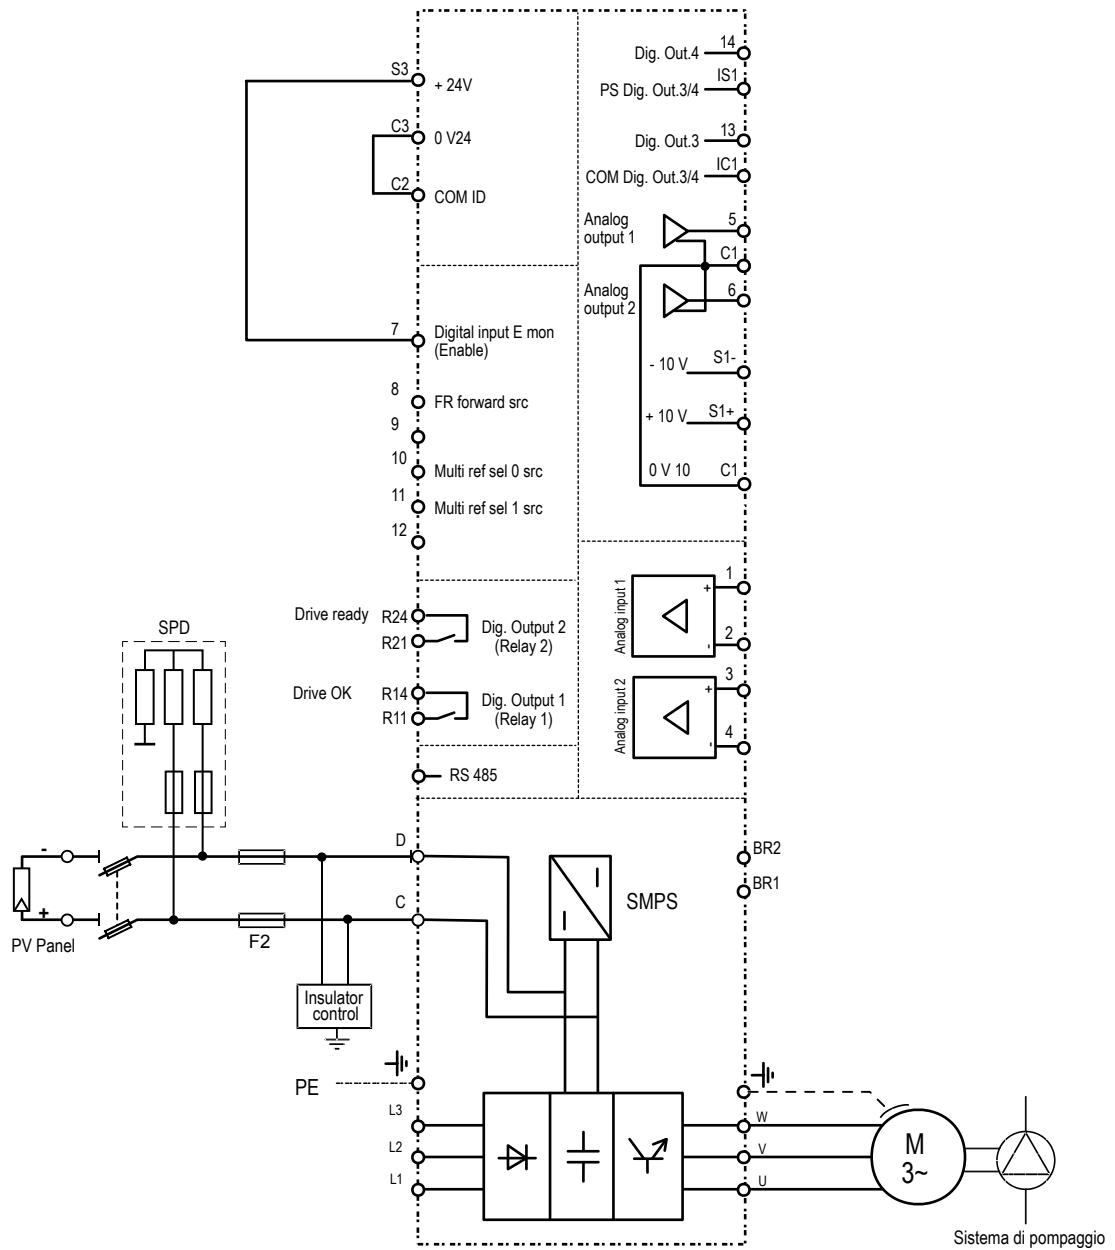 14
Dig. Out.4
IS1
PS Dig. Out.3/4
13
Dig. Out.3
IC1
COM Dig. Out.3/4
5
Analog
output 1
C1
6
Analog
output 2
S1-
- 10 V
S1+
+ 10 V
0 V 10
C1
S3
+ 24V
C3
0 V24
C2
COM ID
7
Digital input E mon
(Enable)
8
FR forward src
9
10
Multi ref sel 0 src
11
Multi ref sel 1 src
12
Analog input 1
1
+
2
-
Analog input 2
3
+
4
-
Drive ready
R24
R21
Dig. Output 2
(Relay 2)
Drive OK
R14
R11
Dig. Output 1
(Relay 1)
RS 485
SPD
-
+
PV Panel
F2
D
C
Insulator
control
SMPS
BR2
BR1
PE
L3
L2
L1
W
V
U
M
3~
Sistema di pompaggio